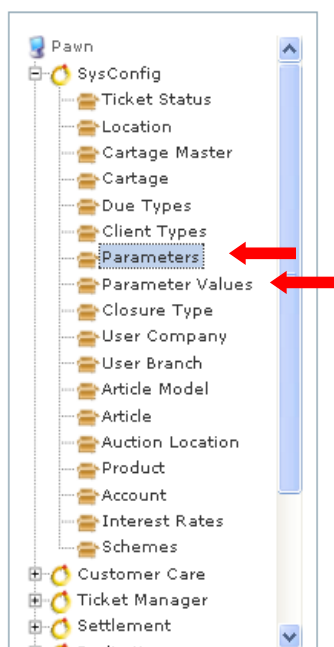 Pawn
SysConfig
Ticket Status
Location
Cartage Master
Cartage
Due Types
Client Types
Parameters
Parameter Values
Closure Type
User Company
User Branch
Article Model
Article
Auction Location
Product
Account
Interest Rates
Schemes
Customer Care
Ticket Manager
Settlement